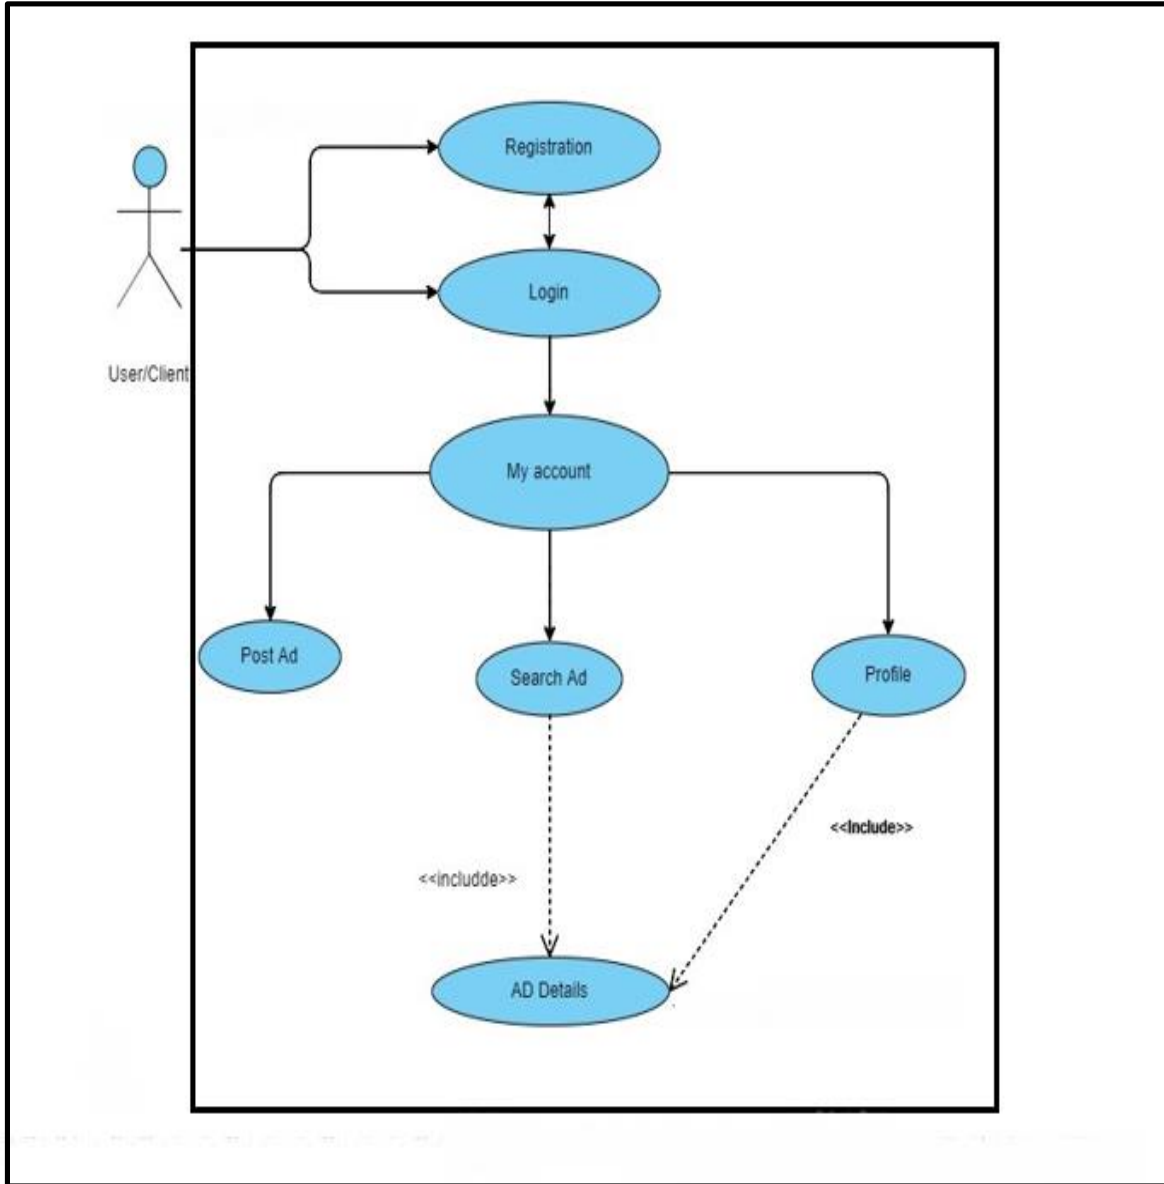 Registration
Login
User/Client
My account
Post Ad
Search Ad
Profile
<<Include>>
<<includde>>
AD Details